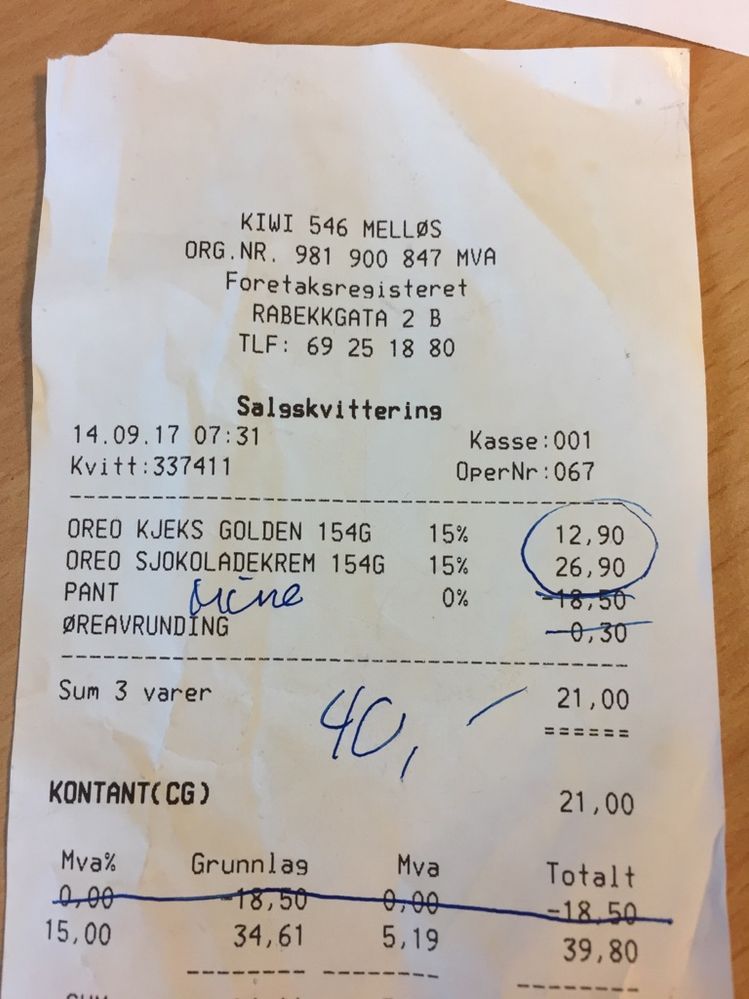 KIWI 546 MELLØS
ORG.NR. 981 900 847 MVA
Foretaksregisteret
RABEKKGATA 2 B
TLF: 69 25 18 80
Salgskvittering
14.09.17 07:31 Kasse:001
Kvitt:337411 OperNr:067
OREO KJEKS GOLDEN 154G 15% 12,90
OREO SJOKOLADEKREM 154G 15% 26,90
PANT mine 0% -18,50
ØREAVRUNDING -0,30
Sum 3 varer 21,00
40,-
KONTANT(CG) 21,00
Mva% Grunnlag Mva Totalt
0,00 -18,50 0,00 -18,50
15,00 34,61 5,19 39,80